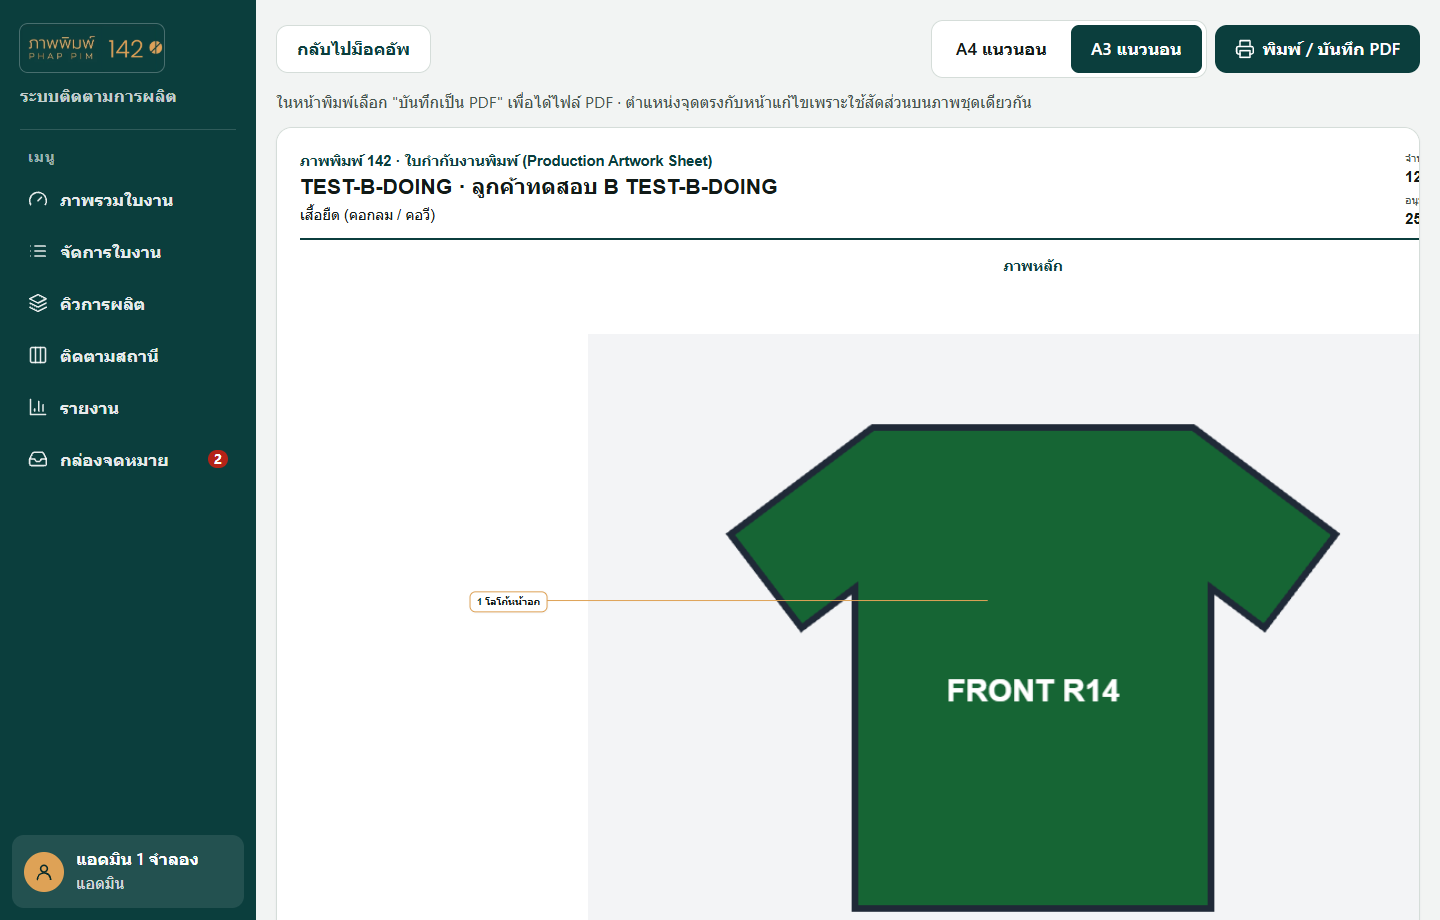 ภาพพิมพ์ 142
PHAP PIM
ระบบติดตามการผลิต
เมนู
ภาพรวมใบงาน
จัดการใบงาน
คิวการผลิต
ติดตามสถานี
รายงาน
กล่องจดหมาย 2
แอดมิน 1 จำลอง
แอดมิน
กลับไปม็อคอัพ
A4 แนวนอน
A3 แนวนอน
พิมพ์ / บันทึก PDF
ในหน้าพิมพ์เลือก "บันทึกเป็น PDF" เพื่อได้ไฟล์ PDF · ตำแหน่งจุดตรงกับหน้าแก้ไขเพราะใช้สัดส่วนบนภาพชุดเดียวกัน
ภาพพิมพ์ 142 · ใบกำกับงานพิมพ์ (Production Artwork Sheet)
TEST-B-DOING · ลูกค้าทดสอบ B TEST-B-DOING
เสื้อยืด (คอกลม / คอวี)
12
25
ภาพหลัก
1 โลโก้หน้าอก
FRONT R14